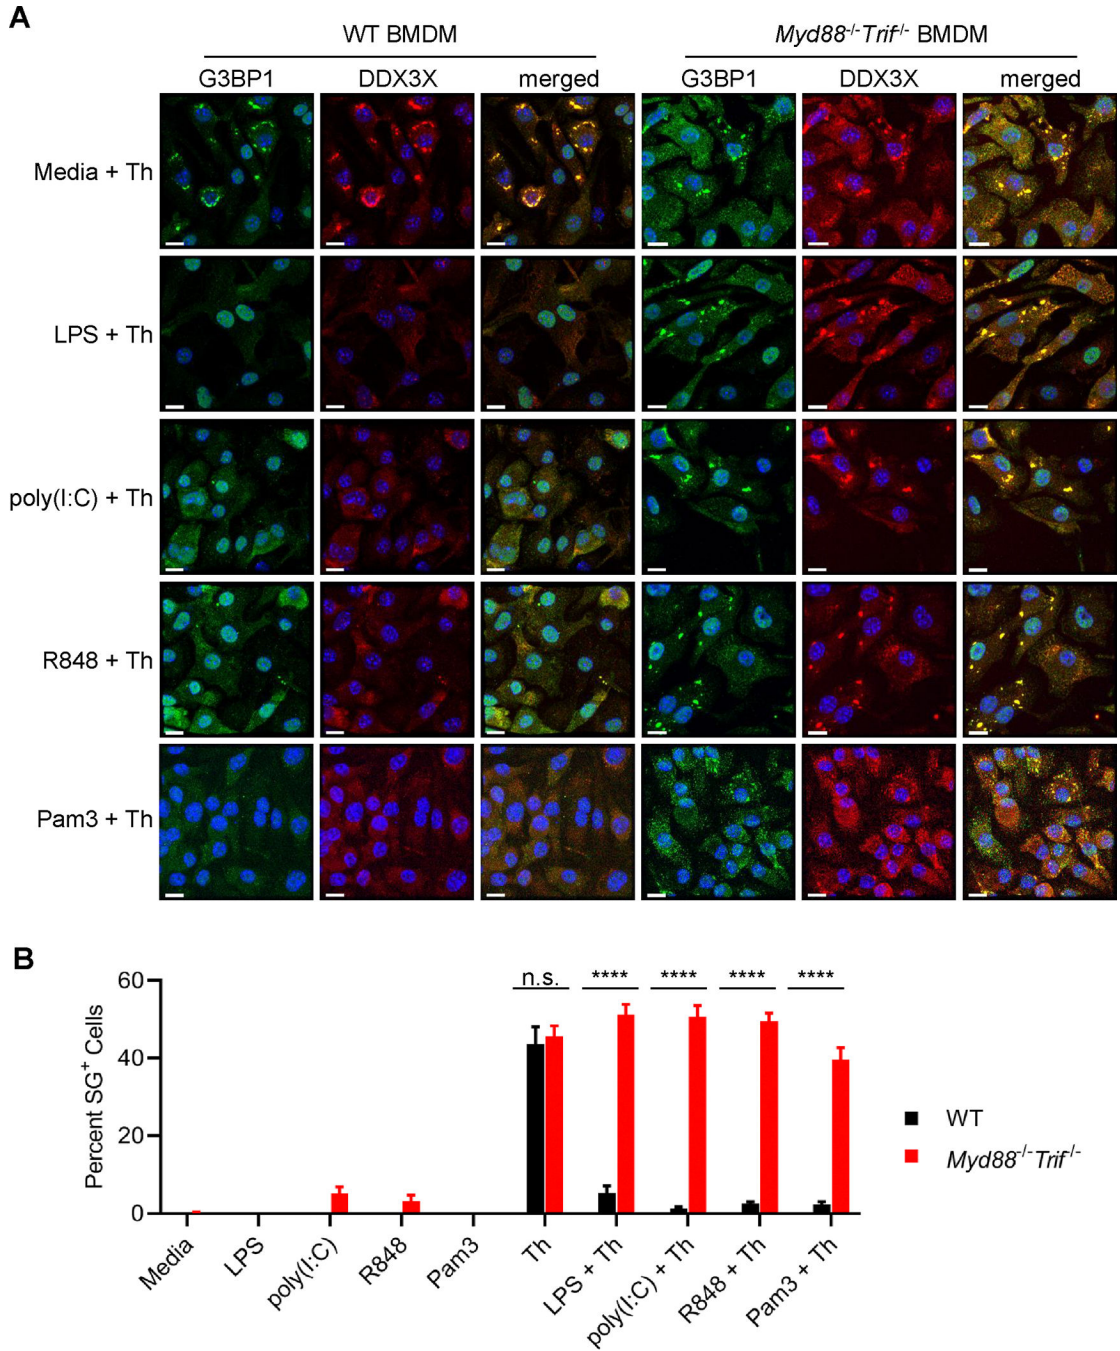 A
WT BMDM
Myd88-/-Trif-/- BMDM
G3BP1 DDX3X merged G3BP1 DDX3X merged
Media + Th
LPS + Th
poly(I:C) + Th
R848 + Th
Pam3 + Th
B
Percent SG+ Cells
60
40
20
0
n.s. **** **** **** ****
Media LPS poly(I:C) R848 Pam3 Th LPS + Th poly(I:C) + Th R848 + Th Pam3 + Th
WT
Myd88-/-Trif-/-